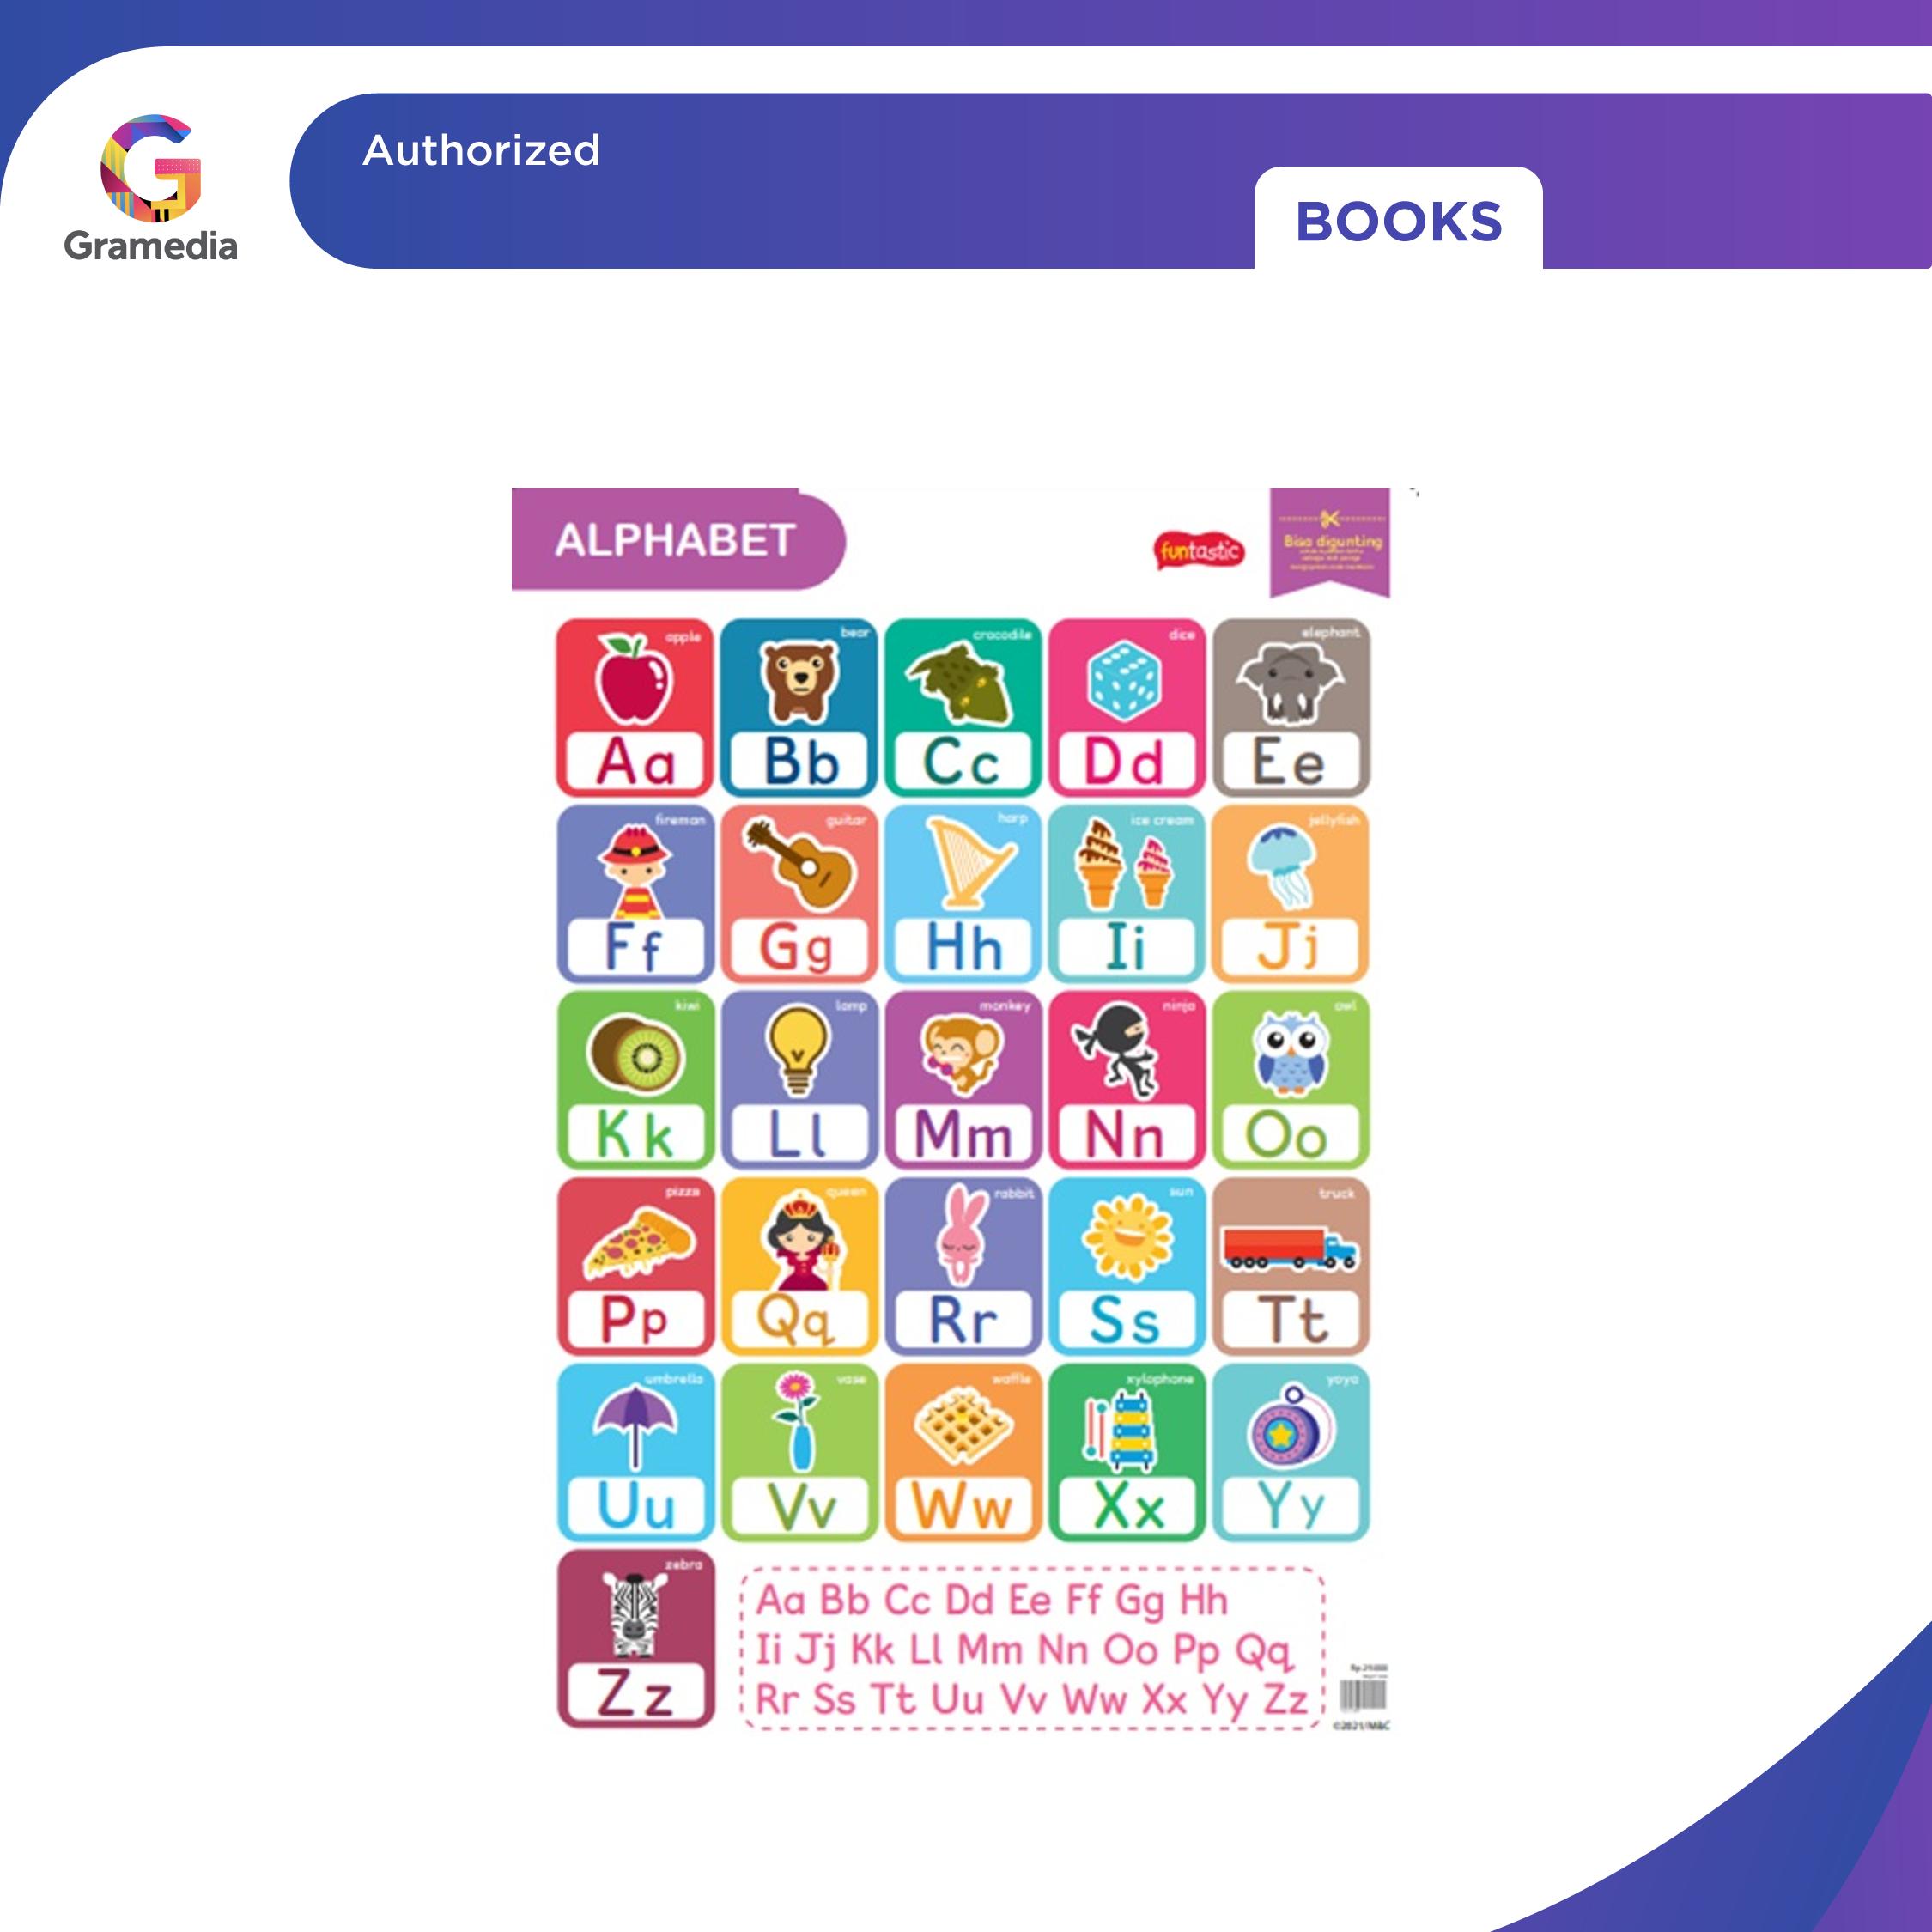 Authorized
Gramedia
BOOKS
ALPHABET
funtastic
Bisa digunting
apple
Aa
bear
Bb
crocodile
Cc
dice
Dd
elephant
Ee
fireman
Ff
guitar
Gg
harp
Hh
ice cream
Ii
jellyfish
Jj
kiwi
Kk
lamp
Ll
monkey
Mm
ninja
Nn
owl
Oo
pizza
Pp
queen
Qq
rabbit
Rr
sun
Ss
truck
Tt
umbrella
Uu
vase
Vv
waffle
Ww
xylophone
Xx
yoyo
Yy
zebra
Zz
Aa Bb Cc Dd Ee Ff Gg Hh
Ii Jj Kk Ll Mm Nn Oo Pp Qq
Rr Ss Tt Uu Vv Ww Xx Yy Zz
©2021/M&C